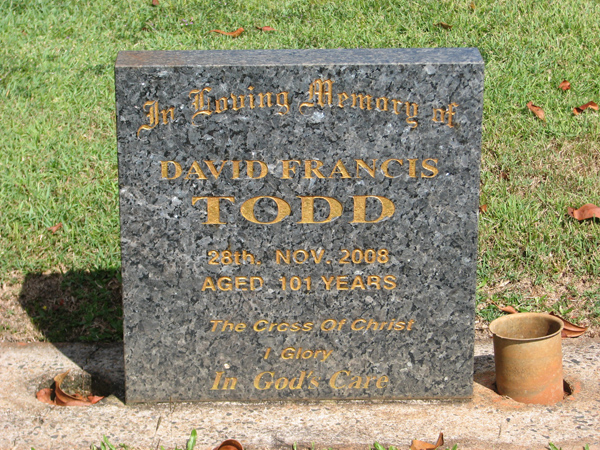 In Loving Memory of
DAVID FRANCIS
TODD
28th. NOV. 2008
AGED 101 YEARS
The Cross Of Christ
I Glory
In God's Care